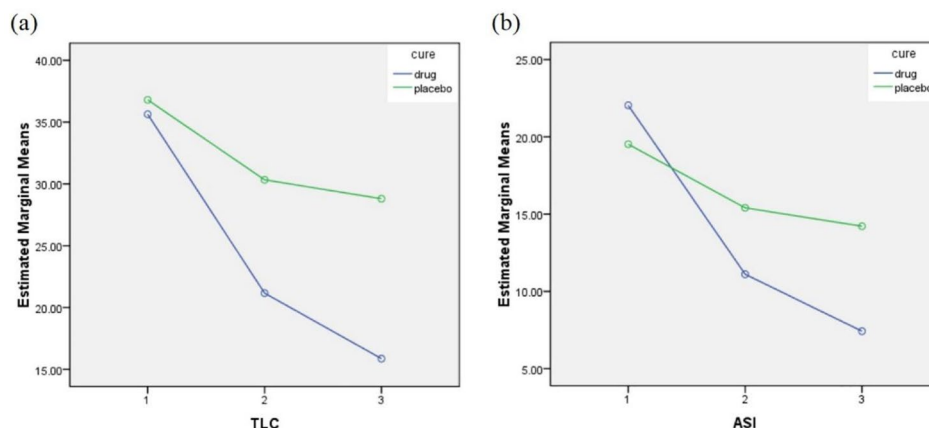 (a)
cure
drug
placebo
40.00
35.00
30.00
25.00
20.00
15.00
Estimated Marginal Means
1 2 3
TLC
(b)
cure
drug
placebo
25.00
20.00
15.00
10.00
5.00
Estimated Marginal Means
1 2 3
ASI